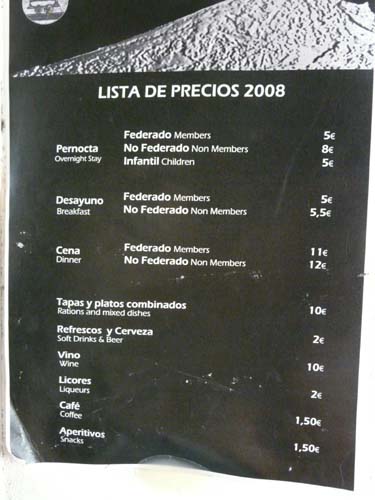 LISTA DE PRECIOS 2008
Federado Members 5€
Pernocta No Federado Non Members 8€
Overnight Stay Infantil Children 5€
Desayuno Federado Members 5€
Breakfast No Federado Non Members 5,5€
Cena Federado Members 11€
Dinner No Federado Non Members 12€
Tapas y platos combinados
Rations and mixed dishes 10€
Refrescos y Cerveza
Soft Drinks & Beer 2€
Vino
Wine 10€
Licores
Liqueurs 2€
Café
Coffee 1,50€
Aperitivos
Snacks 1,50€